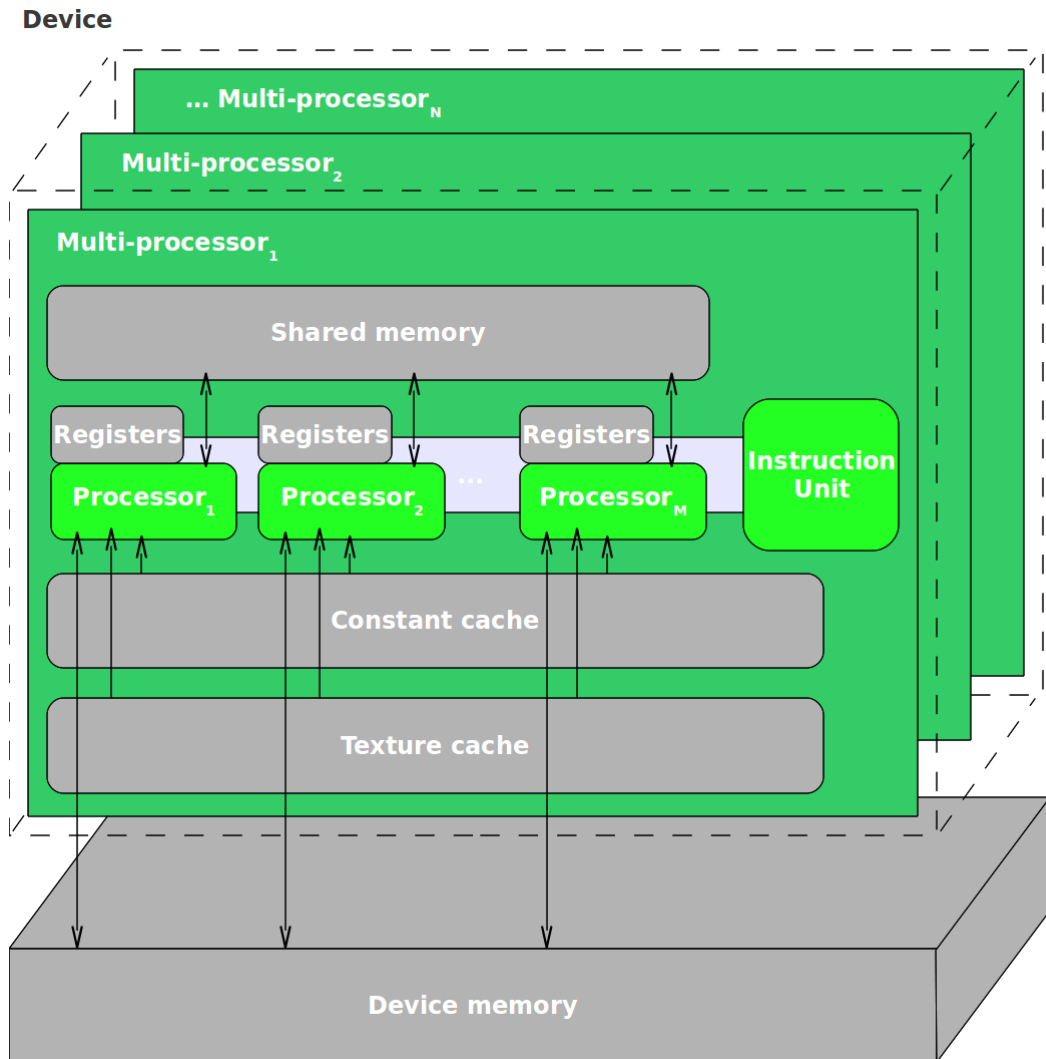 Device
... Multi-processorN
Multi-processor2
Multi-processor1
Shared memory
Registers
Registers
Registers
Processor1
Processor2
...
ProcessorM
Instruction
Unit
Constant cache
Texture cache
Device memory